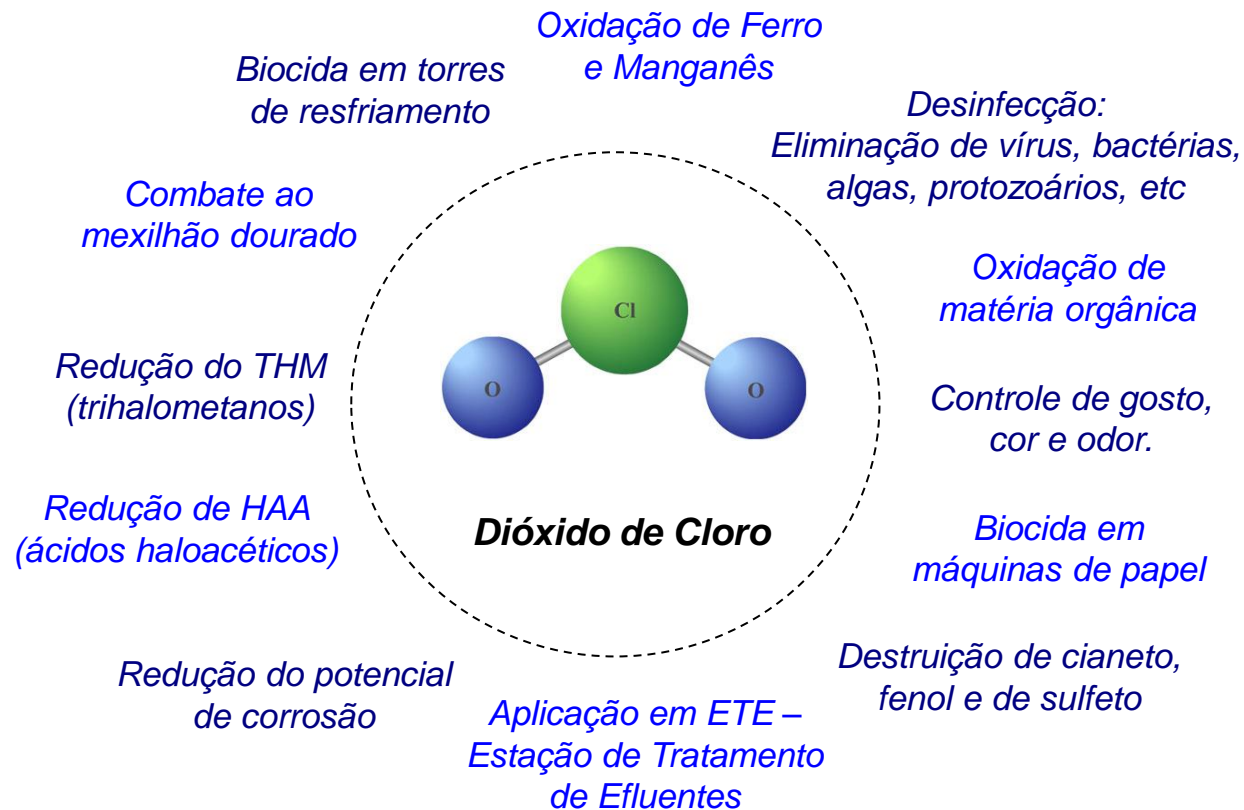 Oxidação de Ferro
e Manganês
Biocida em torres
de resfriamento
Desinfecção:
Eliminação de vírus, bactérias,
algas, protozoários, etc
Combate ao
mexilhão dourado
Oxidação de
matéria orgânica
Cl
O
O
Redução do THM
(trihalometanos)
Controle de gosto,
cor e odor.
Redução de HAA
(ácidos haloacéticos)
Dióxido de Cloro
Biocida em
máquinas de papel
Redução do potencial
de corrosão
Destruição de cianeto,
fenol e de sulfeto
Aplicação em ETE –
Estação de Tratamento
de Efluentes